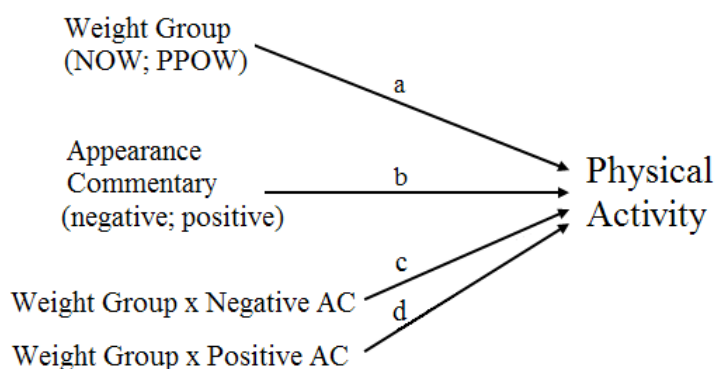 Weight Group
(NOW; PPOW)
a
Appearance
Commentary
(negative; positive)
b
Physical
Activity
c
Weight Group x Negative AC
d
Weight Group x Positive AC